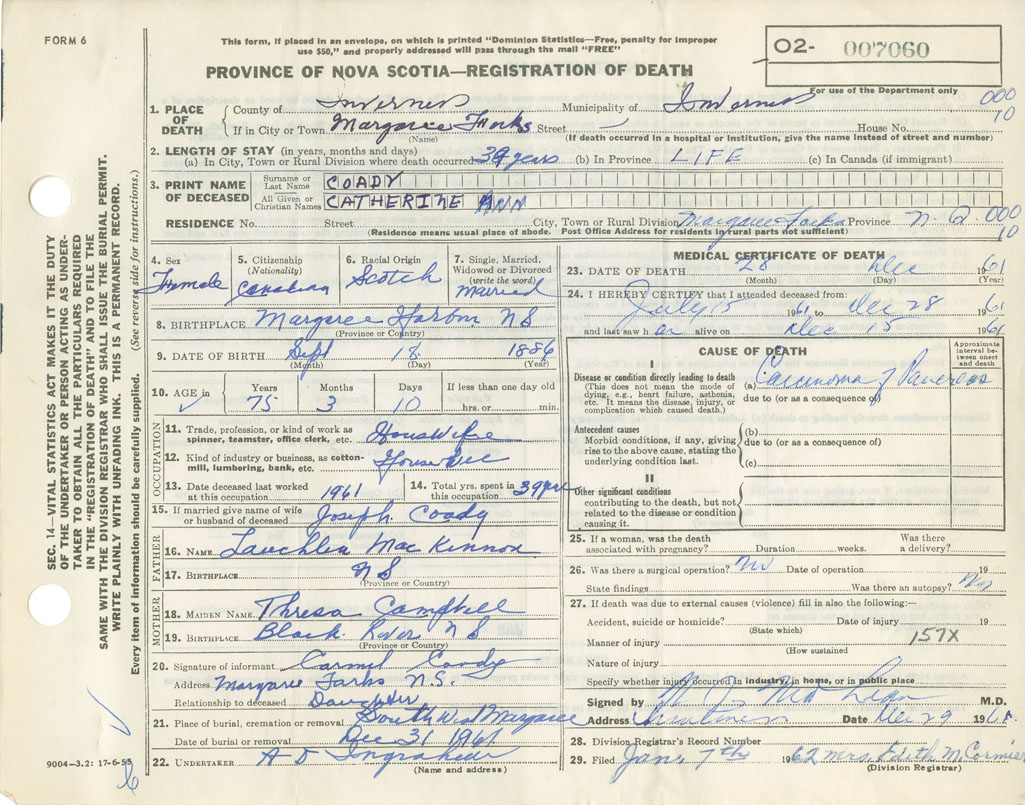 FORM 6
This form, if placed in an envelope, on which is printed "Dominion Statistics—Free, penalty for improper
use $50," and properly addressed will pass through the mail "FREE"
PROVINCE OF NOVA SCOTIA—REGISTRATION OF DEATH
02- 007060
For use of the Department only
000
10
1. PLACE OF DEATH County of Inverness Municipality of Inverness
If in City or Town Margaree Forks Street House No.
(Name) (If death occurred in a hospital or institution, give the name instead of street and number)
2. LENGTH OF STAY (in years, months and days)
(a) In City, Town or Rural Division where death occurred 39 years (b) In Province LIFE (c) In Canada (if immigrant)
3. PRINT NAME OF DECEASED
Surname or Last Name COADY
All Given or Christian Names CATHERINE ANN
RESIDENCE No. Street City, Town or Rural Division Margaree Forks Province N.S. 000
10
(Residence means usual place of abode. Post Office Address for residents in rural parts not sufficient)
4. Sex Female
5. Citizenship (Nationality) Canadian
6. Racial Origin Scotch
7. Single, Married, Widowed or Divorced (write the word) Married
8. BIRTHPLACE Margaree Harbor NS
(Province or Country)
9. DATE OF BIRTH Sept 18 1886
(Month) (Day) (Year)
10. AGE in Years 75 Months 3 Days 10 If less than one day old hrs. or min.
OCCUPATION
11. Trade, profession or kind of work as spinner, teamster, office clerk, etc. Housewife
12. Kind of industry or business, as cotton-mill, lumbering, bank, etc.
13. Date deceased last worked at this occupation 1961
14. Total yrs. spent in this occupation 39 years
15. If married give name of wife or husband of deceased Joseph Coady
FATHER
16. NAME Lauchlin Mac Kinnon
17. BIRTHPLACE NS
(Province or Country)
MOTHER
18. MAIDEN NAME Thresa Campbell
19. BIRTHPLACE Black River NS
(Province or Country)
20. Signature of informant Carmel Coady
Address Margaree Forks N.S.
Relationship to deceased Daughter
21. Place of burial, cremation or removal South West Margaree
Date of burial or removal Dec 31 1961
22. UNDERTAKER A D Ingraham
(Name and address)
9004-3.2: 17-6-55
MEDICAL CERTIFICATE OF DEATH
23. DATE OF DEATH 28 Dec 1961
(Month) (Day) (Year)
24. I HEREBY CERTIFY that I attended deceased from:
July 15 1961 to Dec 28 1961
and last saw her alive on Dec 15 1961
CAUSE OF DEATH
Approximate interval between onset and death
I
Disease or condition directly leading to death
(This does not mean the mode of dying, e.g., heart failure, asthenia, etc. It means the disease, injury, or complication which caused death.)
(a) Carcinoma of Pancreas
due to (or as a consequence of)
Antecedent causes
Morbid conditions, if any, giving rise to the above cause, stating the underlying condition last.
(b)
due to (or as a consequence of)
(c)
II
Other significant conditions
contributing to the death, but not related to the disease or condition causing it.
25. If a woman, was the death associated with pregnancy? Duration weeks. Was there a delivery?
26. Was there a surgical operation? No Date of operation 19
State findings Was there an autopsy? No
27. If death was due to external causes (violence) fill in also the following:—
Accident, suicide or homicide? Date of injury 19
(State which)
Manner of injury 157X
(How sustained)
Nature of injury
Specify whether injury occurred in industry, in home, or in public place
Signed by M.D.
Address Inverness Date Dec 29 1961
28. Division Registrar's Record Number
29. Filed Jan. 7th 1962 Mrs. Edith McCormier
(Division Registrar)
SEC. 14—VITAL STATISTICS ACT MAKES IT THE DUTY
OF THE UNDERTAKER OR PERSON ACTING AS UNDER-
TAKER TO OBTAIN ALL THE PARTICULARS REQUIRED
IN THE "REGISTRATION OF DEATH" AND TO FILE THE
SAME WITH THE DIVISION REGISTRAR WHO SHALL ISSUE THE BURIAL PERMIT.
WRITE PLAINLY WITH UNFADING INK. THIS IS A PERMANENT RECORD.
Every item of information should be carefully supplied. (See reverse side for instructions.)